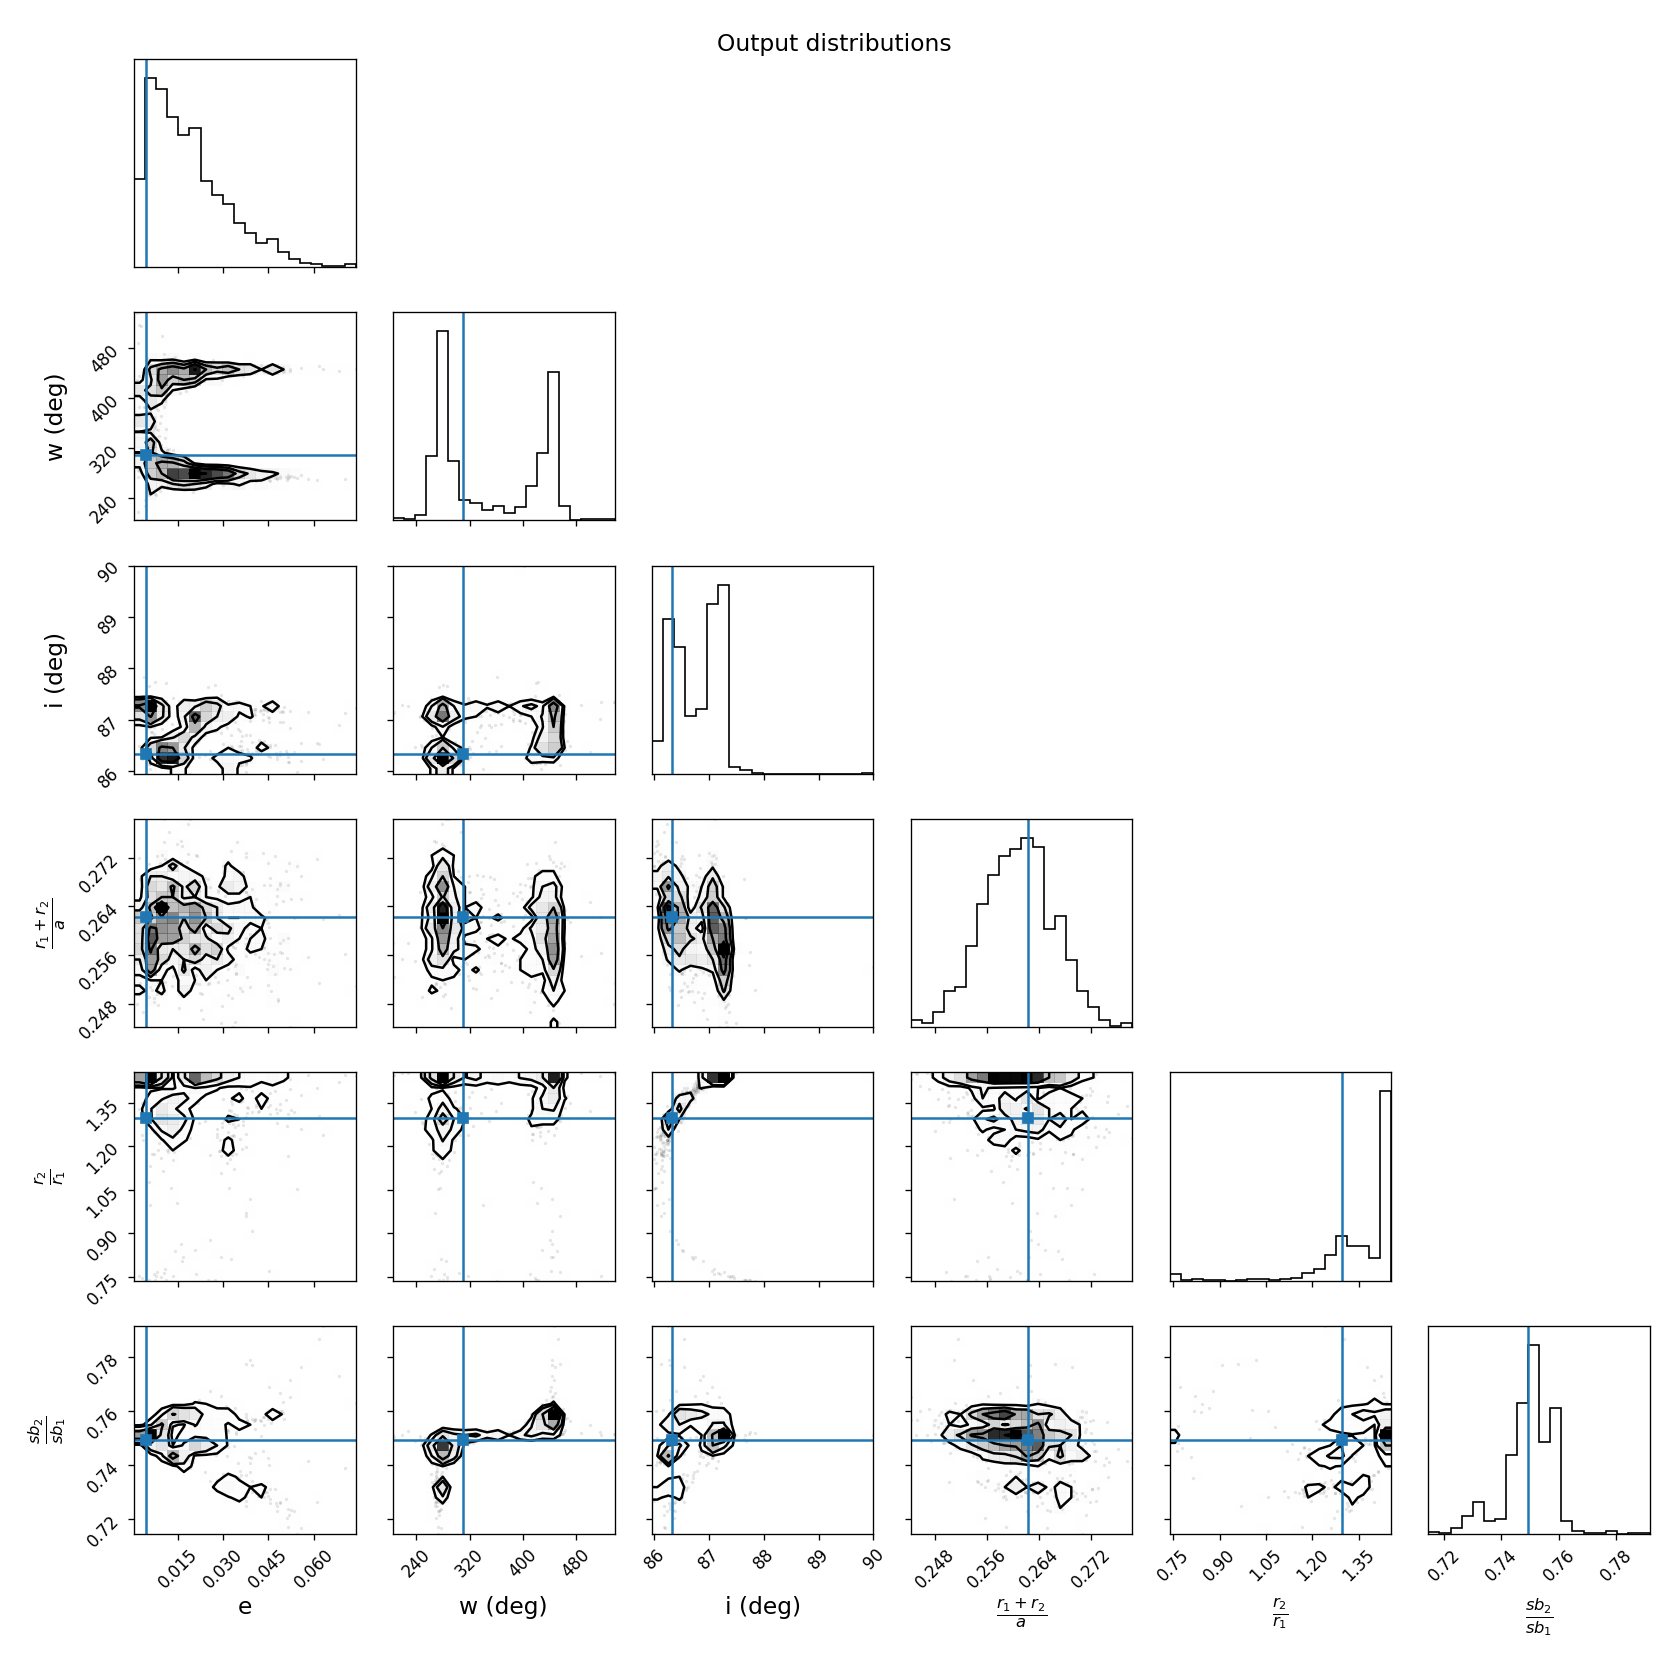 Output distributions
w (deg)
480
400
320
240
i (deg)
90
89
88
87
86
r₁ + r₂
a
0.272
0.264
0.256
0.248
r₂
r₁
1.35
1.20
1.05
0.90
0.75
sb₂
sb₁
0.78
0.76
0.74
0.72
0.015 0.030 0.045 0.060
240 320 400 480
86 87 88 89 90
0.248 0.256 0.264 0.272
0.75 0.90 1.05 1.20 1.35
0.72 0.74 0.76 0.78
e
w (deg)
i (deg)
r₁ + r₂
a
r₂
r₁
sb₂
sb₁